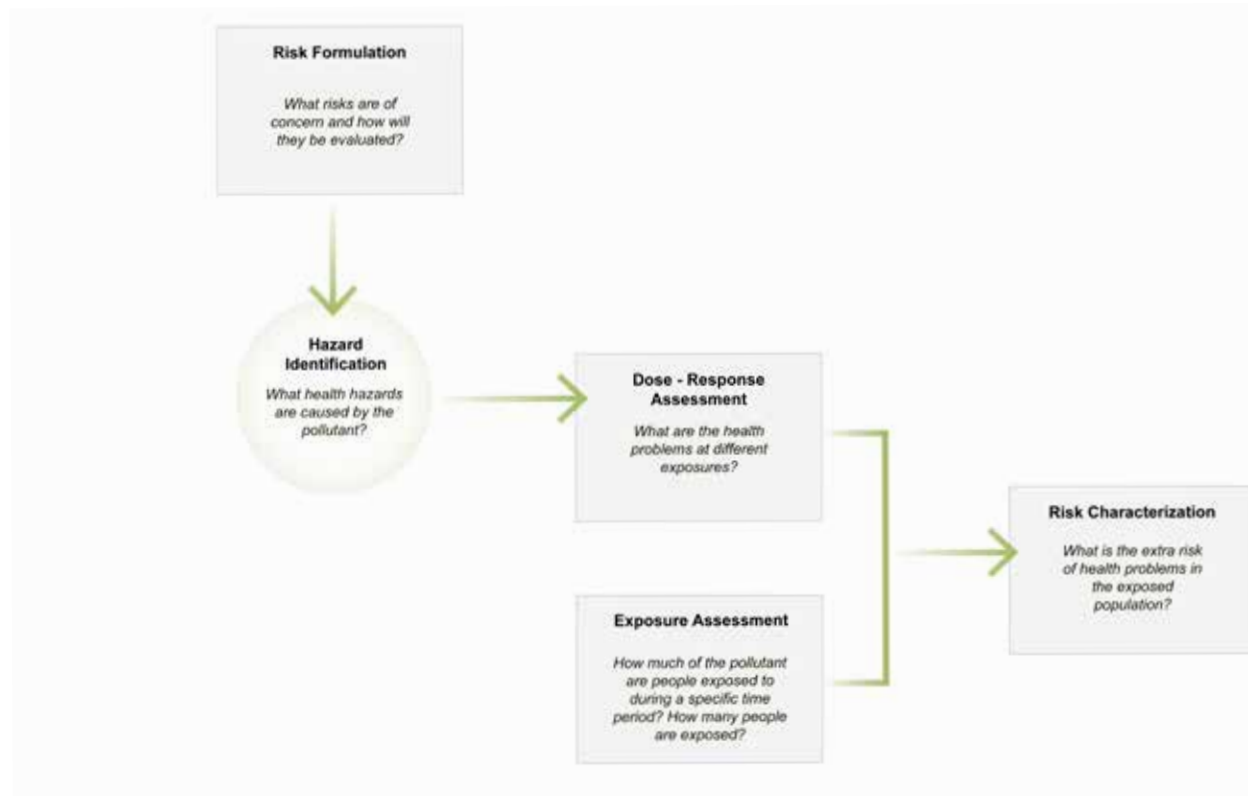 Risk Formulation
What risks are of
concern and how will
they be evaluated?
Hazard
Identification
What health hazards
are caused by the
pollutant?
Dose - Response
Assessment
What are the health
problems at different
exposures?
Exposure Assessment
How much of the pollutant
are people exposed to
during a specific time
period? How many people
are exposed?
Risk Characterization
What is the extra risk
of health problems in
the exposed
population?